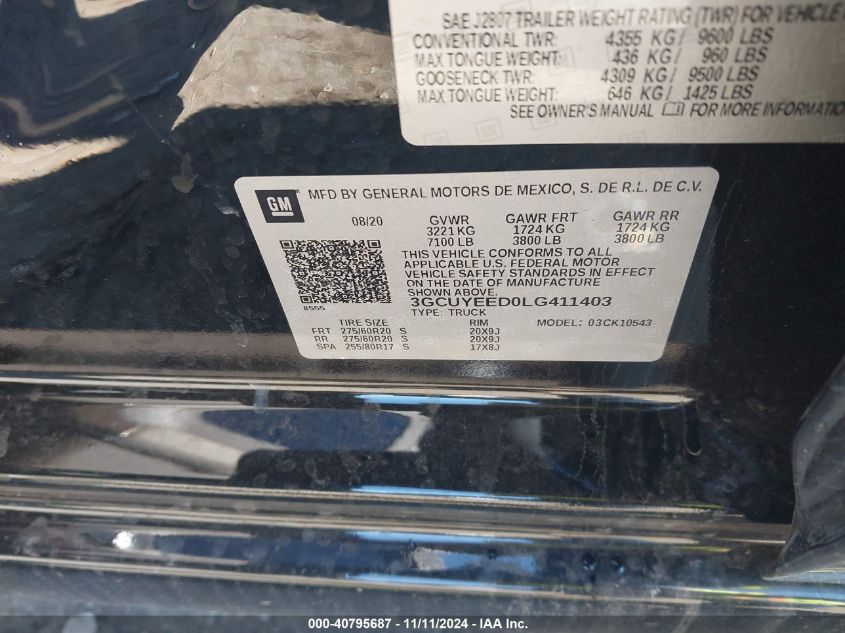 SAE J2807 TRAILER WEIGHT RATING (TWR) FOR VEHICLE
CONVENTIONAL TWR: 4355 KG/ 9600 LBS
MAX TONGUE WEIGHT: 436 KG/ 960 LBS
GOOSENECK TWR: 4309 KG/ 9500 LBS
MAX TONGUE WEIGHT: 646 KG/ 1425 LBS
SEE OWNER'S MANUAL FOR MORE INFORMATION
GM MFD BY GENERAL MOTORS DE MEXICO, S. DE R.L. DE C.V.
08/20 GVWR GAWR FRT GAWR RR
3221 KG 1724 KG 1724 KG
7100 LB 3800 LB 3800 LB
THIS VEHICLE CONFORMS TO ALL
APPLICABLE U.S. FEDERAL MOTOR
VEHICLE SAFETY STANDARDS IN EFFECT
ON THE DATE OF MANUFACTURE
SHOWN ABOVE.
8555 3GCUYEED0LG411403
TYPE: TRUCK
TIRE SIZE RIM MODEL: 03CK10543
FRT 275/60R20 S 20X9J
RR 275/60R20 S 20X9J
SPA 255/80R17 S 17X8J
000-40795687 - 11/11/2024 - IAAI.com. Copyright IAA, Inc.